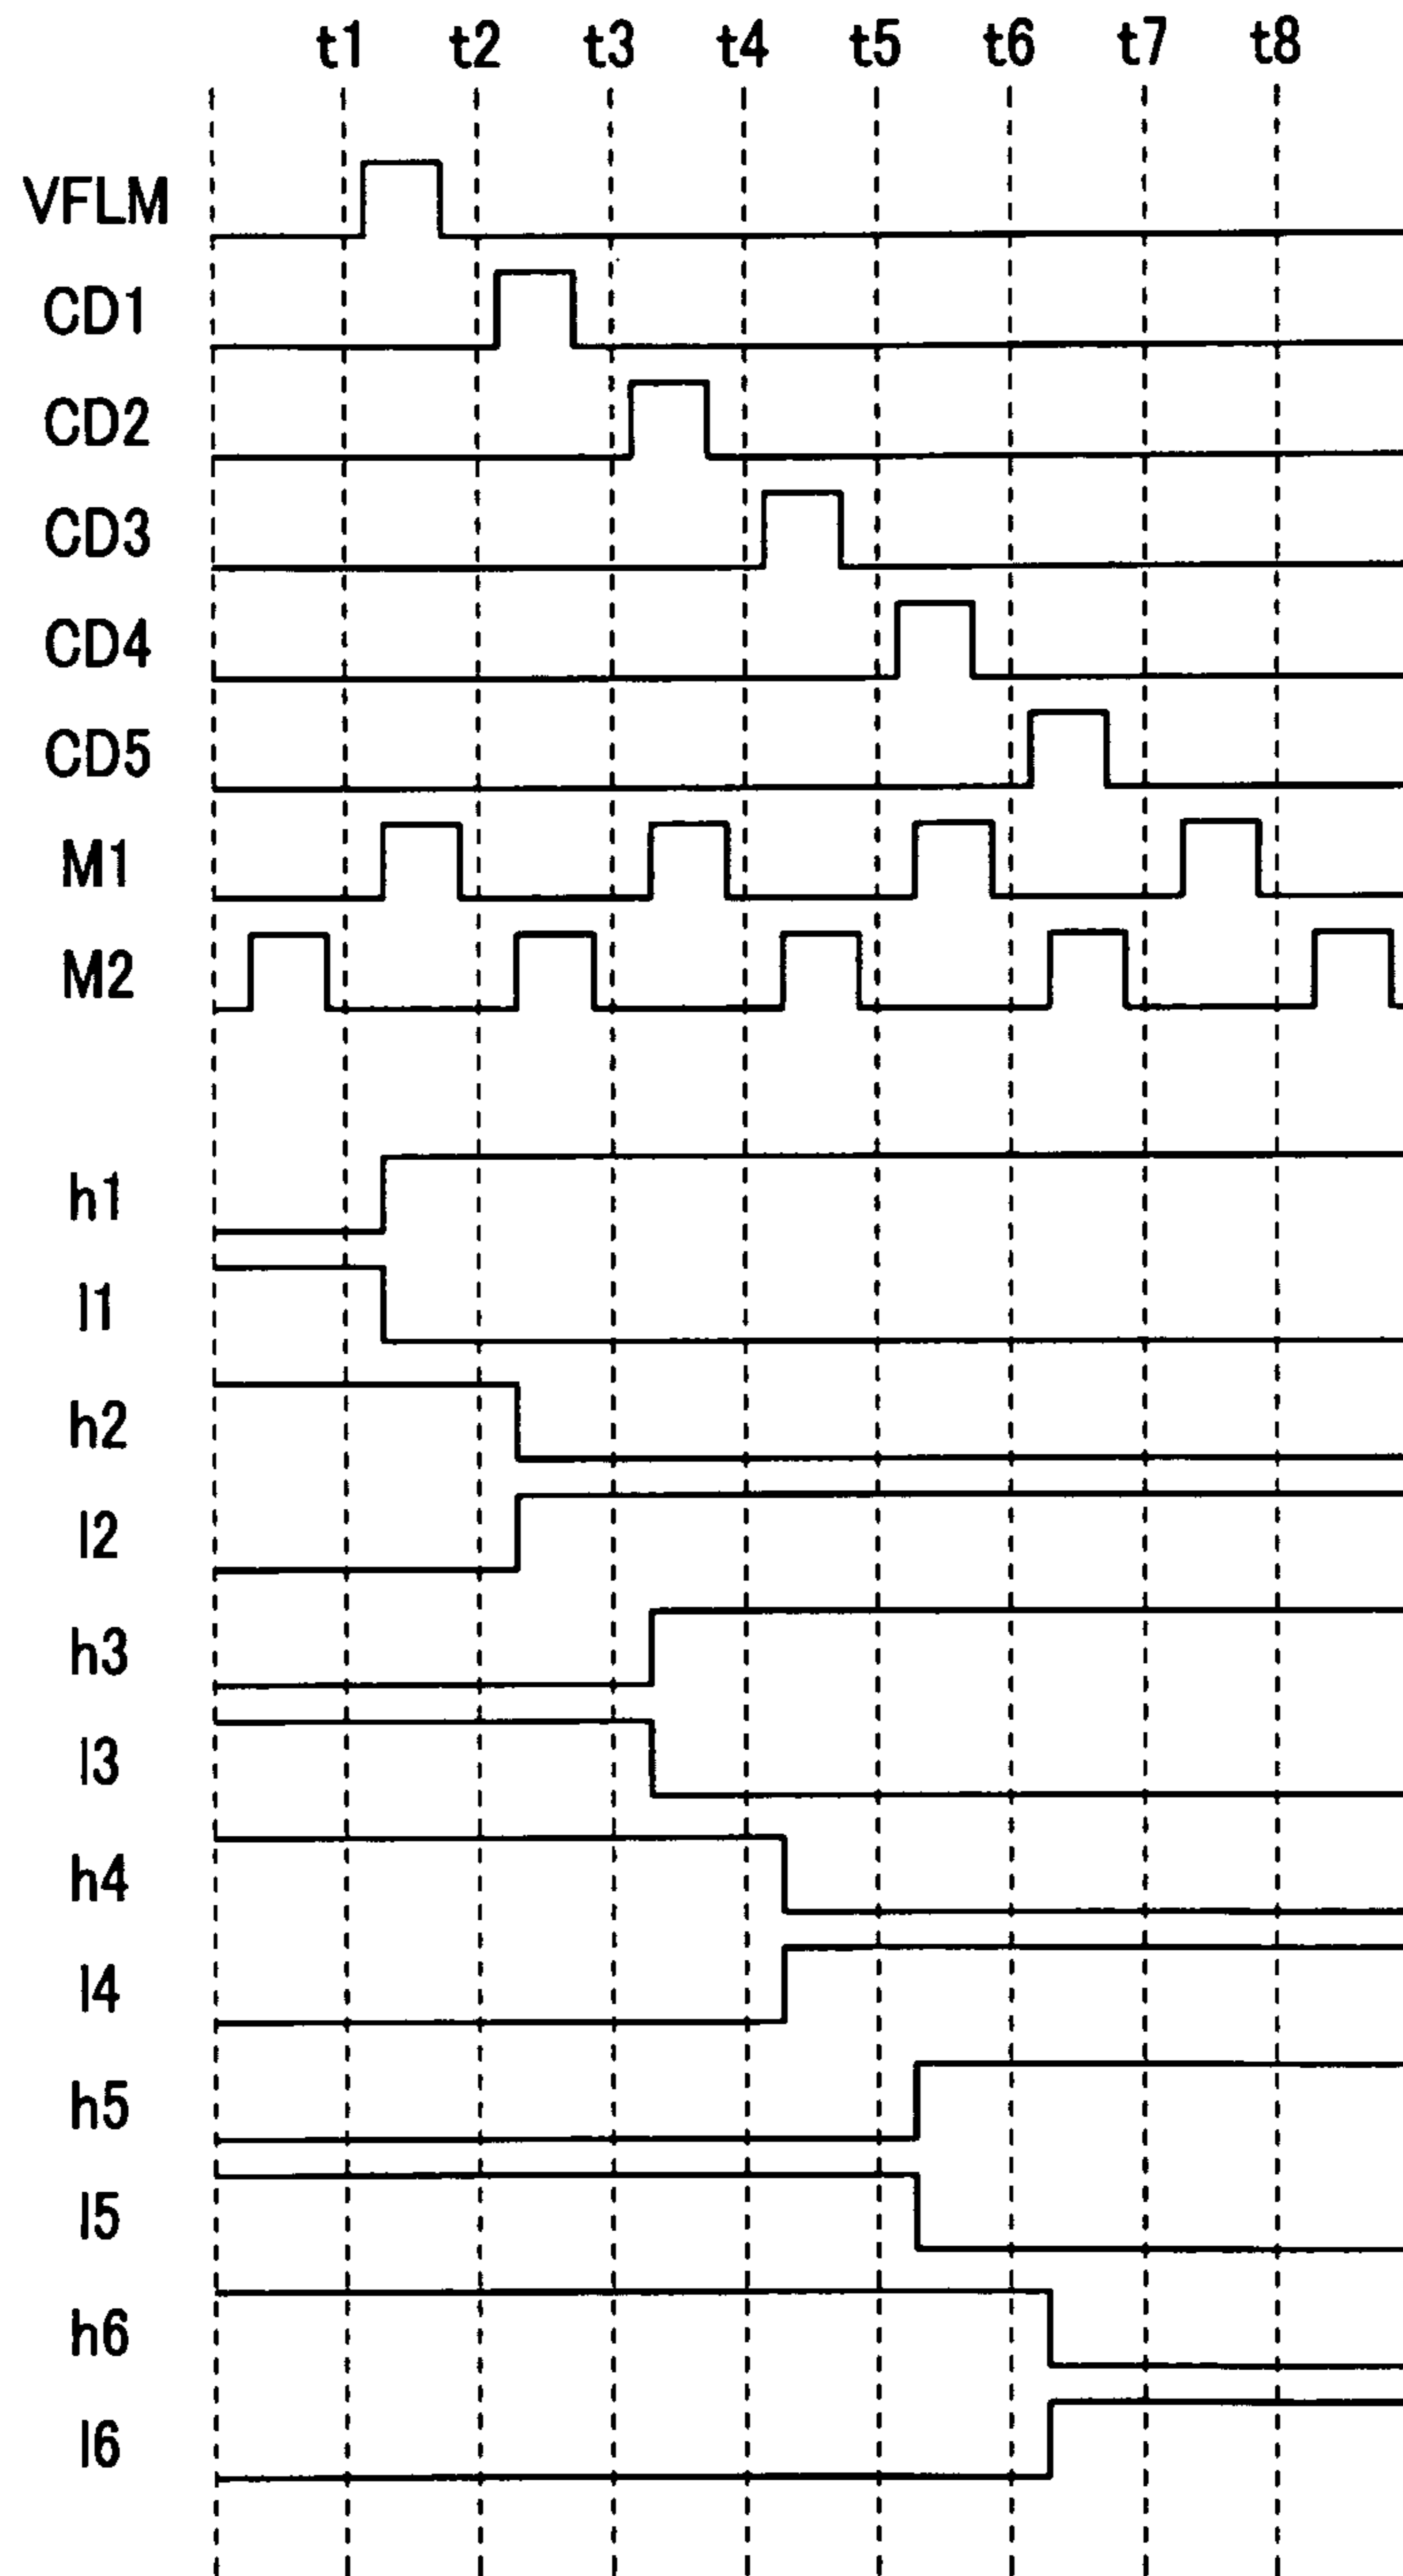 t1 t2 t3 t4 t5 t6 t7 t8
VFLM
CD1
CD2
CD3
CD4
CD5
M1
M2
h1
l1
h2
l2
h3
l3
h4
l4
h5
l5
h6
l6